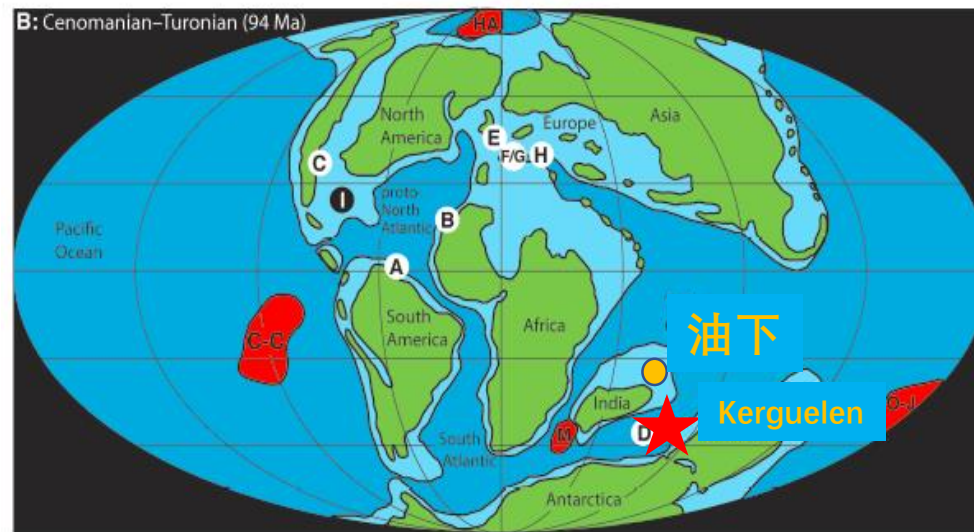 B: Cenomanian–Turonian (94 Ma)
HA
North
America
Europe
Asia
E
F/G
H
C
I
proto-
North
Atlantic
B
Pacific
Ocean
A
South
America
Africa
C-C
油下
India
Kerguelen
O-J
M
D
South
Atlantic
Antarctica